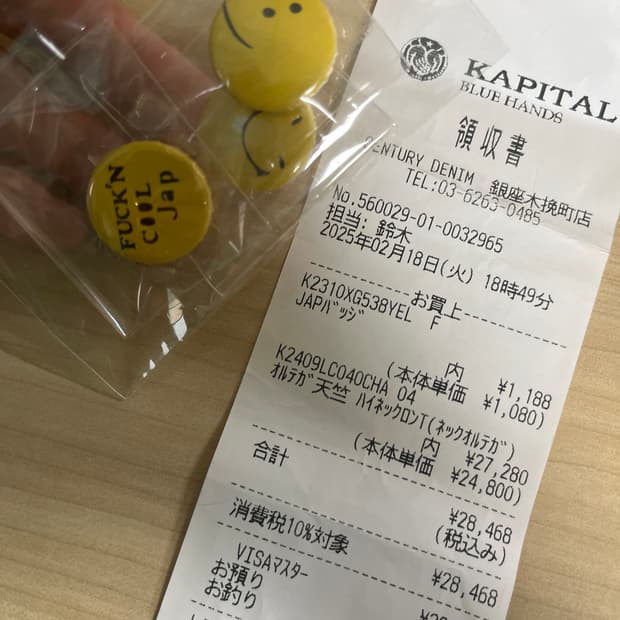 FUCK'N
COOL
Jap
KAPITAL
BLUE HANDS
領収書
CENTURY DENIM 銀座木挽町店
TEL:03-6263-0485
No.560029-01-0032965
担当: 鈴木
2025年02月18日(火) 18時49分
お買上
K2310XG538YEL F
JAPバッジ
内 ¥1,188
(本体単価 ¥1,080)
K2409LC040CHA 04
オルテガ天竺 ハイネックロンT(ネックオルテガ)
内 ¥27,280
(本体単価 ¥24,800)
合計 ¥28,468
(税込み)
消費税10%対象 ¥28,468
VISAマスター
お預り
お釣り